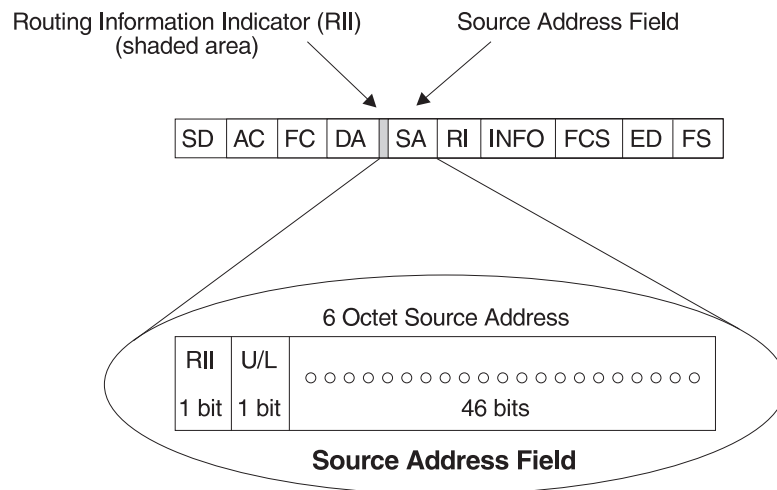 Routing Information Indicator (RII)
(shaded area)
Source Address Field
SD AC FC DA SA RI INFO FCS ED FS
6 Octet Source Address
RII U/L
1 bit 1 bit 46 bits
Source Address Field